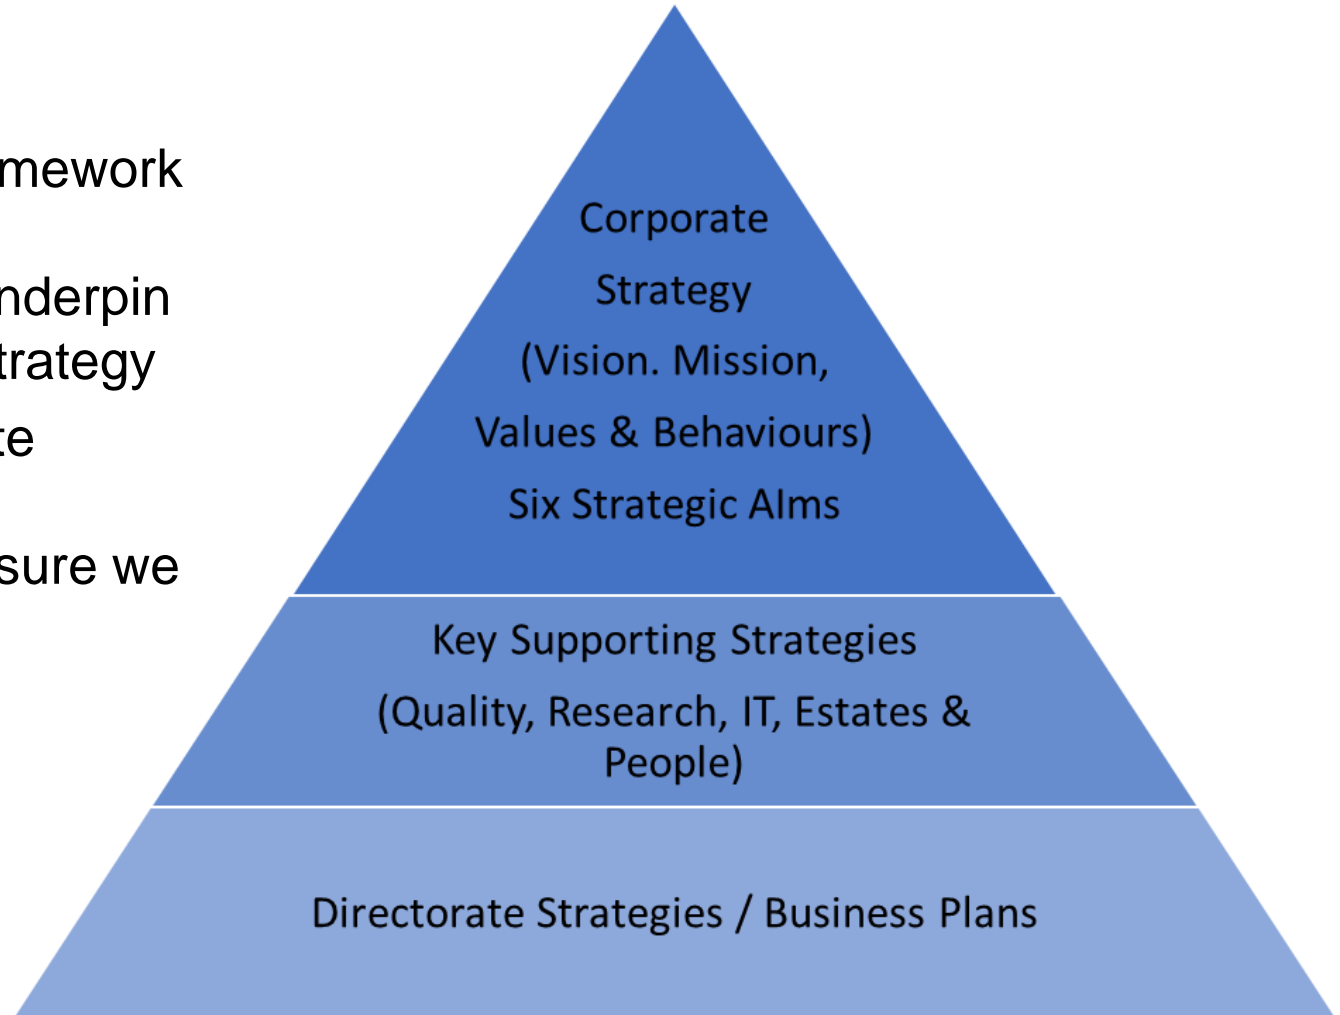 mework
nderpin
trategy
te
sure we
Corporate
Strategy
(Vision. Mission,
Values & Behaviours)
Six Strategic AIms
Key Supporting Strategies
(Quality, Research, IT, Estates &
People)
Directorate Strategies / Business Plans